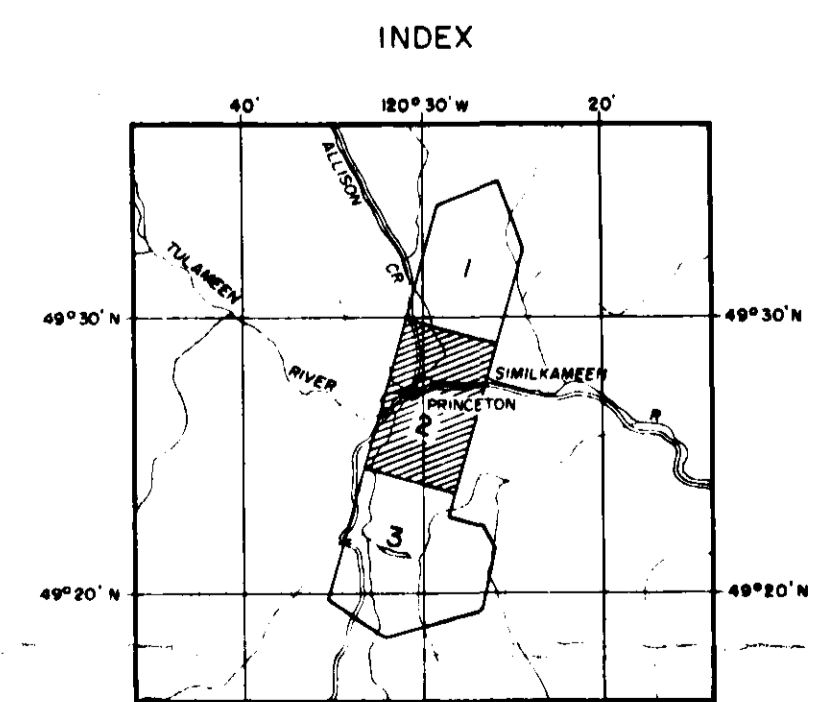 INDEX
40'
120°30'W
20'
ALLISON
CR
TULAMEEN
RIVER
1
49°30'N
49°30'N
SIMILKAMEEN
R
PRINCETON
2
3
49°20'N
49°20'N